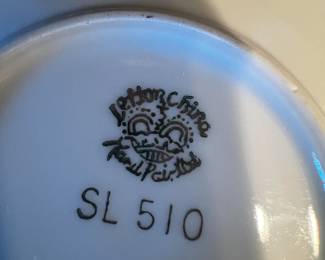 Lefton China
Hand Painted
SL 510